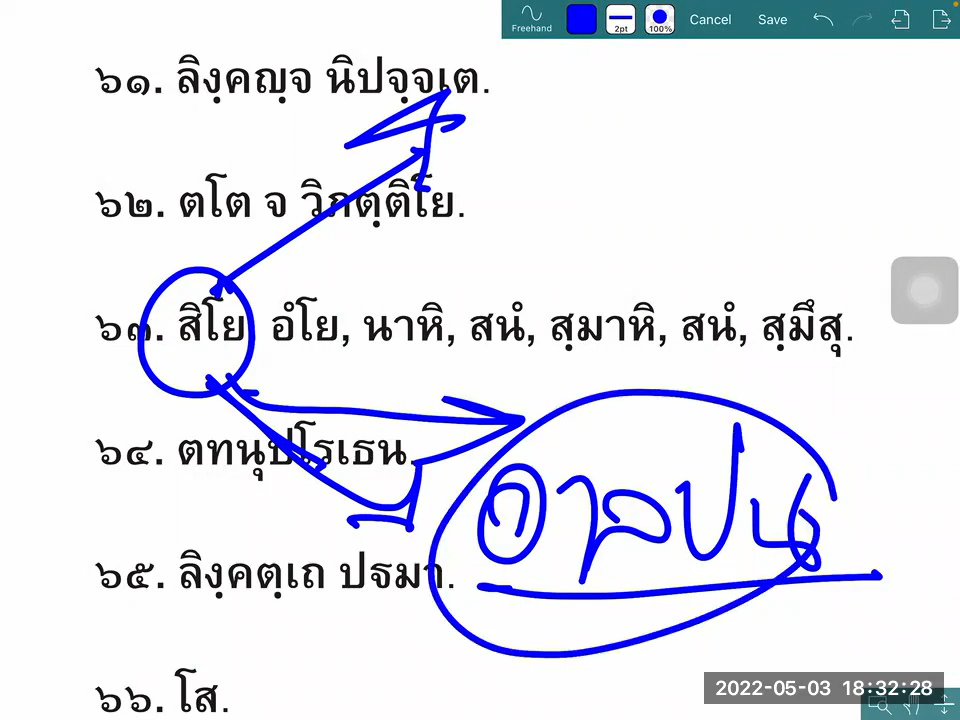 Freehand 2pt 100% Cancel Save
๖๑. ลิงฺคญฺจ นิปจฺจเต.
๖๒. ตโต จ วิภตฺติโย.
๖๓. สิโย, อํโย, นาหิ, สนํ, สฺมาหิ, สนํ, สฺมึสุ.
๖๔. ตทนุปโรเธน.
อาลปน
๖๕. ลิงฺคตฺเถ ปฐมา.
2022-05-03 18:32:28
๖๖. โส.